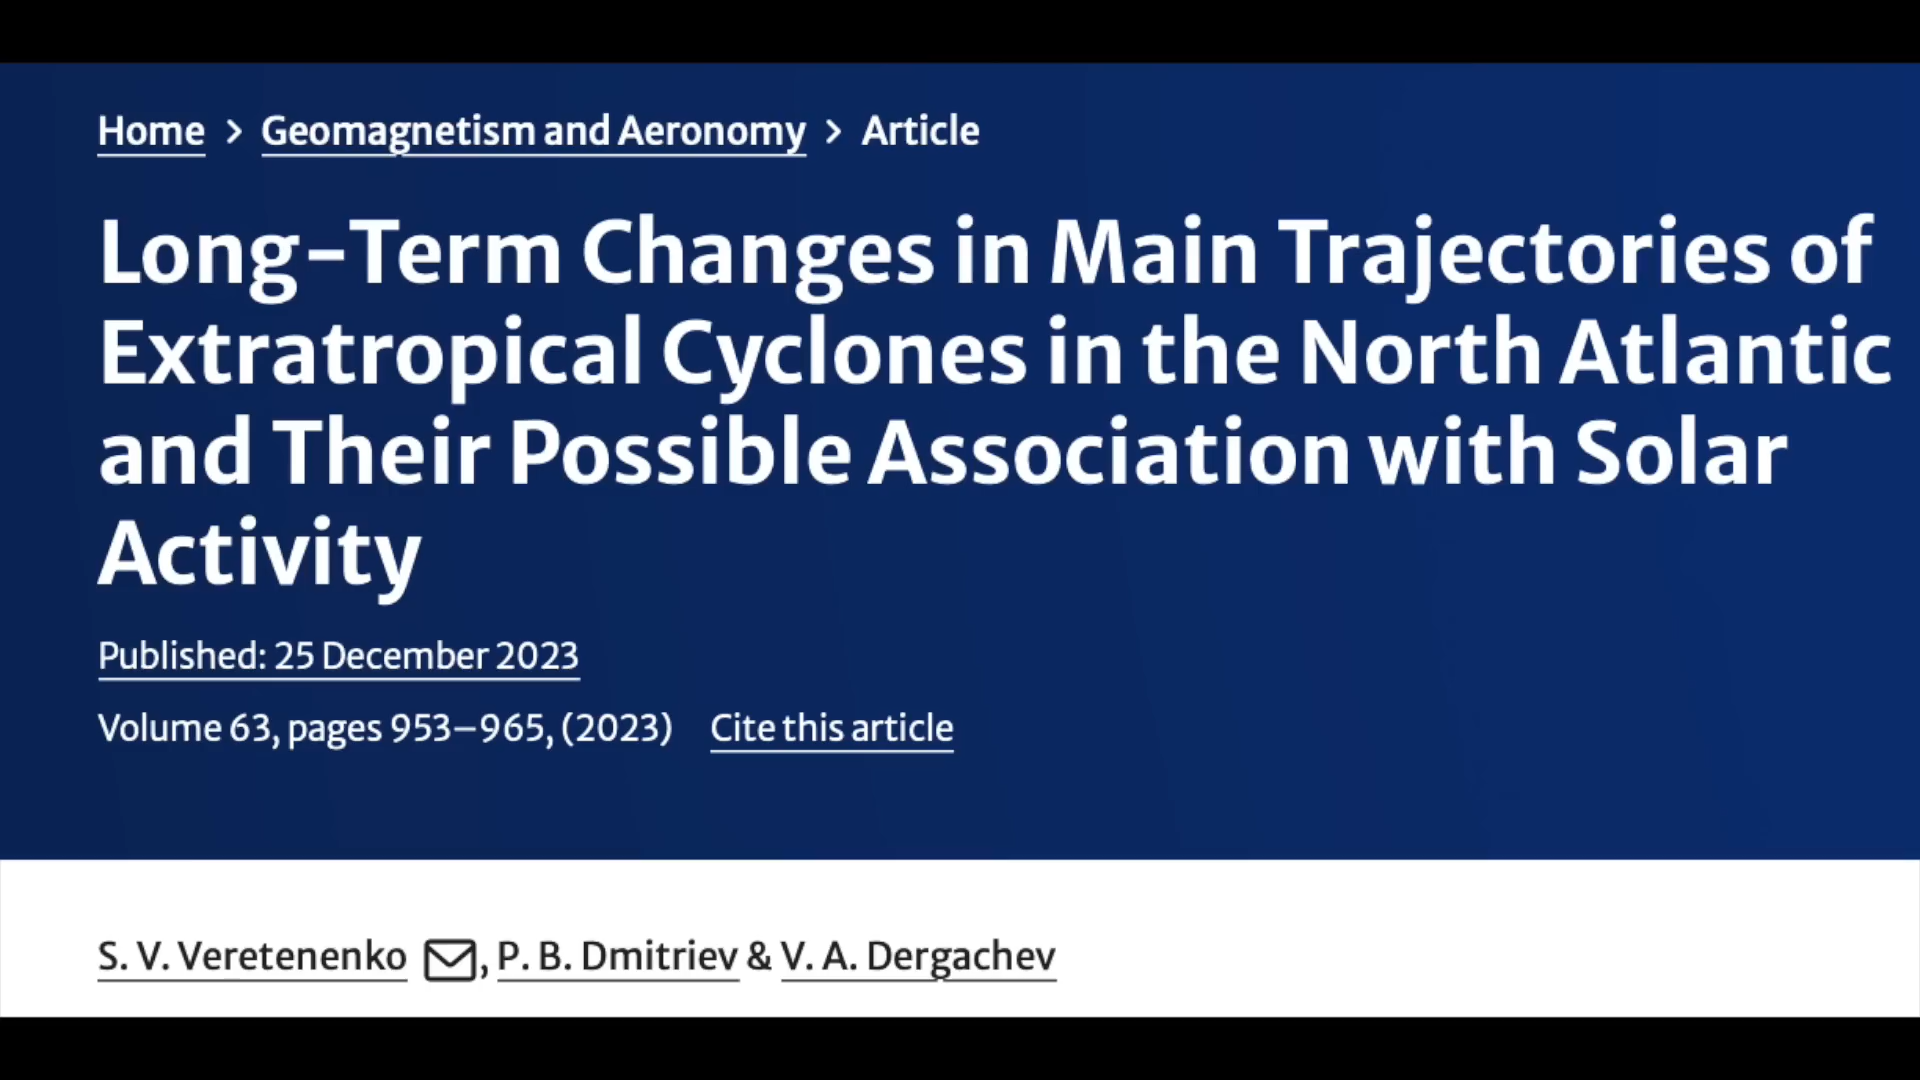 Home > Geomagnetism and Aeronomy > Article
Long-Term Changes in Main Trajectories of
Extratropical Cyclones in the North Atlantic
and Their Possible Association with Solar
Activity
Published: 25 December 2023
Volume 63, pages 953–965, (2023) Cite this article
S. V. Veretenenko, P. B. Dmitriev & V. A. Dergachev